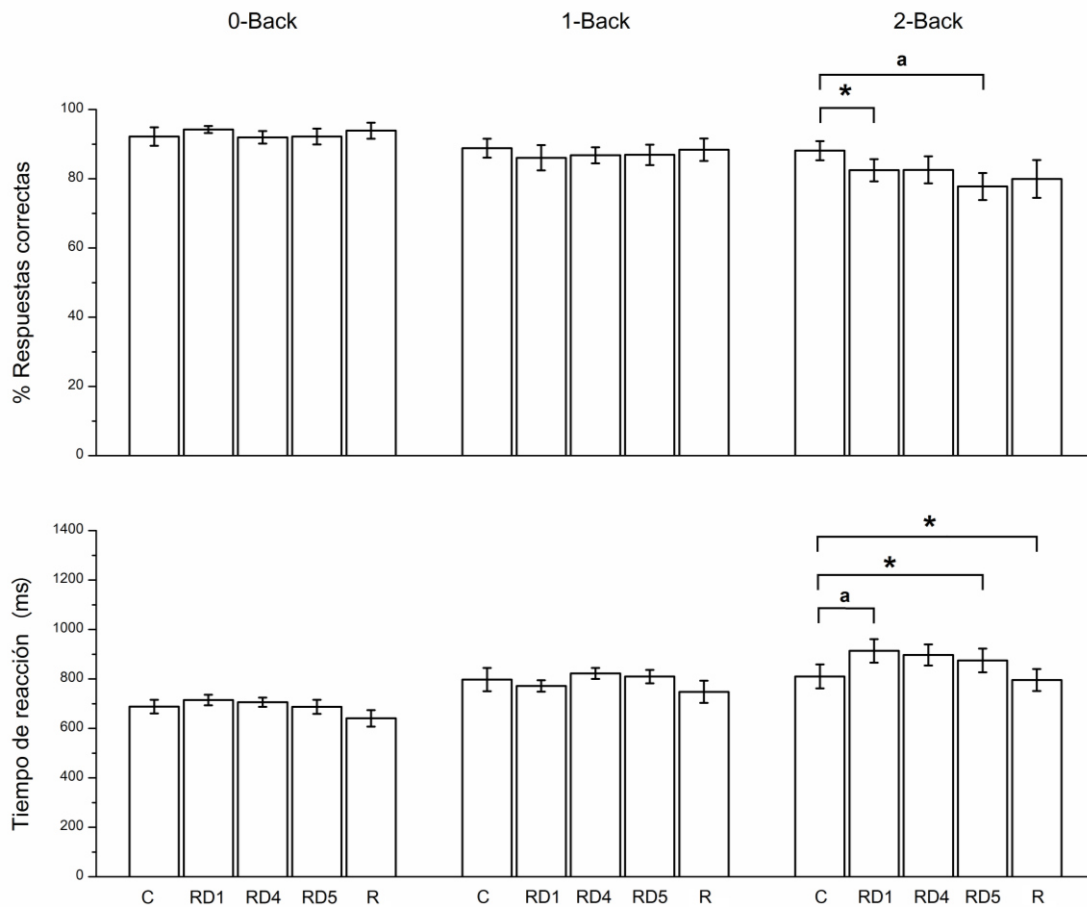 0-Back 1-Back 2-Back
a
*
100
80
60
40
20
0
% Respuestas correctas
1400
1200
1000
800
600
400
200
0
Tiempo de reacción (ms)
*
*
a
C RD1 RD4 RD5 R C RD1 RD4 RD5 R C RD1 RD4 RD5 R